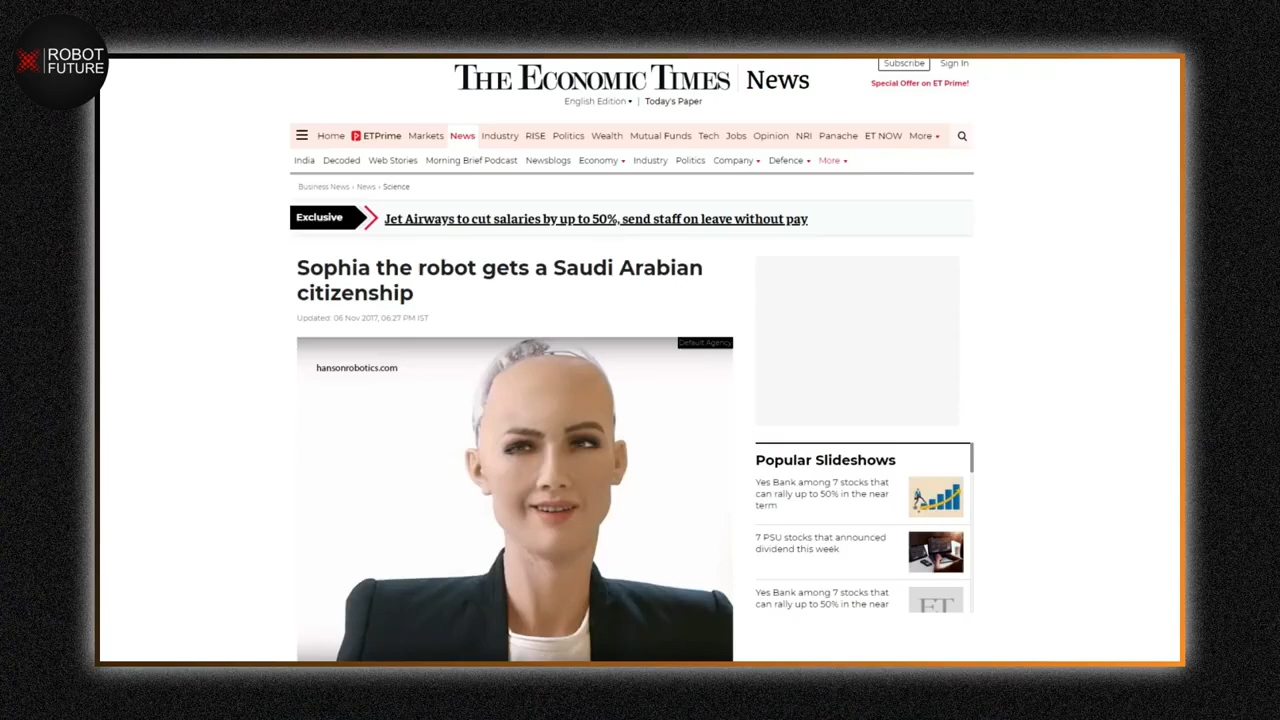 ROBOT
FUTURE
THE ECONOMIC TIMES News
Subscribe Sign In
Special Offer on ET Prime!
English Edition | Today's Paper
Home ETPrime Markets News Industry RISE Politics Wealth Mutual Funds Tech Jobs Opinion NRI Panache ET NOW More
India Decoded Web Stories Morning Brief Podcast Newsblogs Economy Industry Politics Company Defence More
Business News › News › Science
Exclusive Jet Airways to cut salaries by up to 50%, send staff on leave without pay
Sophia the robot gets a Saudi Arabian
citizenship
Updated: 06 Nov 2017, 06:27 PM IST
Default Agency
hansonrobotics.com
Popular Slideshows
Yes Bank among 7 stocks that
can rally up to 50% in the near
term
7 PSU stocks that announced
dividend this week
Yes Bank among 7 stocks that
can rally up to 50% in the near
ET